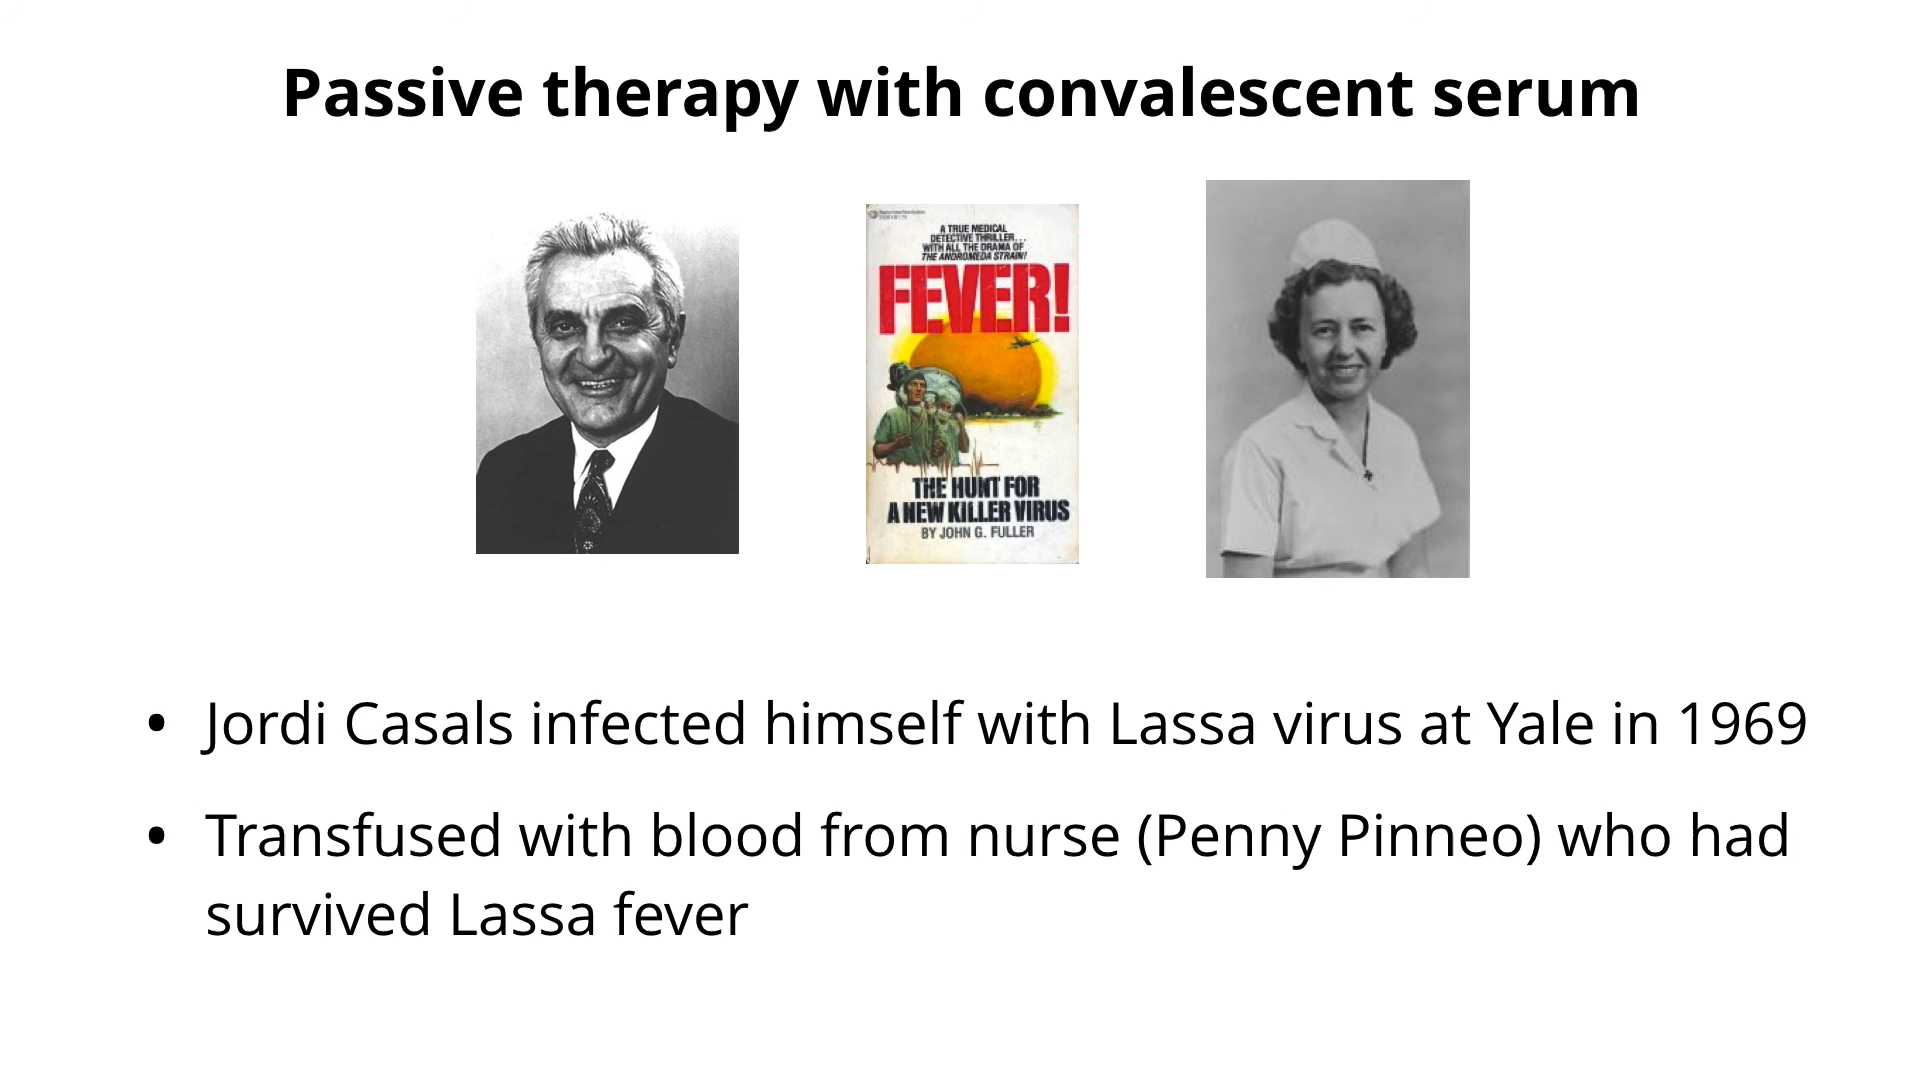 Passive therapy with convalescent serum
A TRUE MEDICAL
DETECTIVE THRILLER...
WITH ALL THE DRAMA OF
THE ANDROMEDA STRAIN!
FEVER!
THE HUNT FOR
A NEW KILLER VIRUS
BY JOHN G. FULLER
• Jordi Casals infected himself with Lassa virus at Yale in 1969
• Transfused with blood from nurse (Penny Pinneo) who had
survived Lassa fever